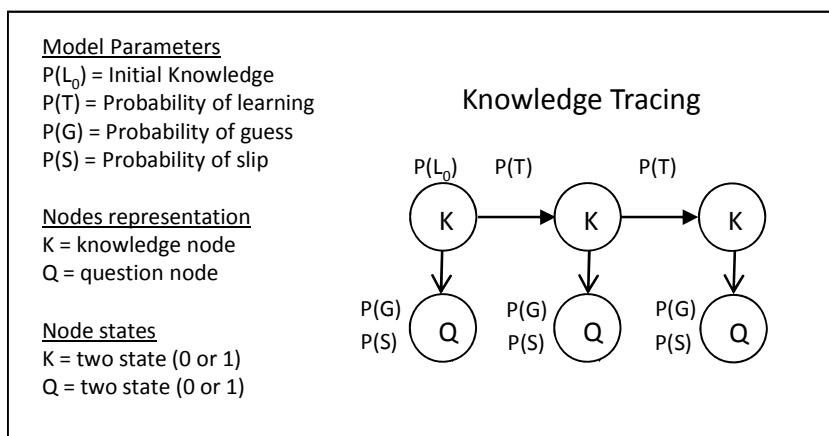 Model Parameters
P(L₀) = Initial Knowledge
P(T) = Probability of learning
P(G) = Probability of guess
P(S) = Probability of slip
Nodes representation
K = knowledge node
Q = question node
Node states
K = two state (0 or 1)
Q = two state (0 or 1)
Knowledge Tracing
P(L₀) P(T) P(T)
K K K
P(G) P(G) P(G)
P(S) P(S) P(S)
Q Q Q